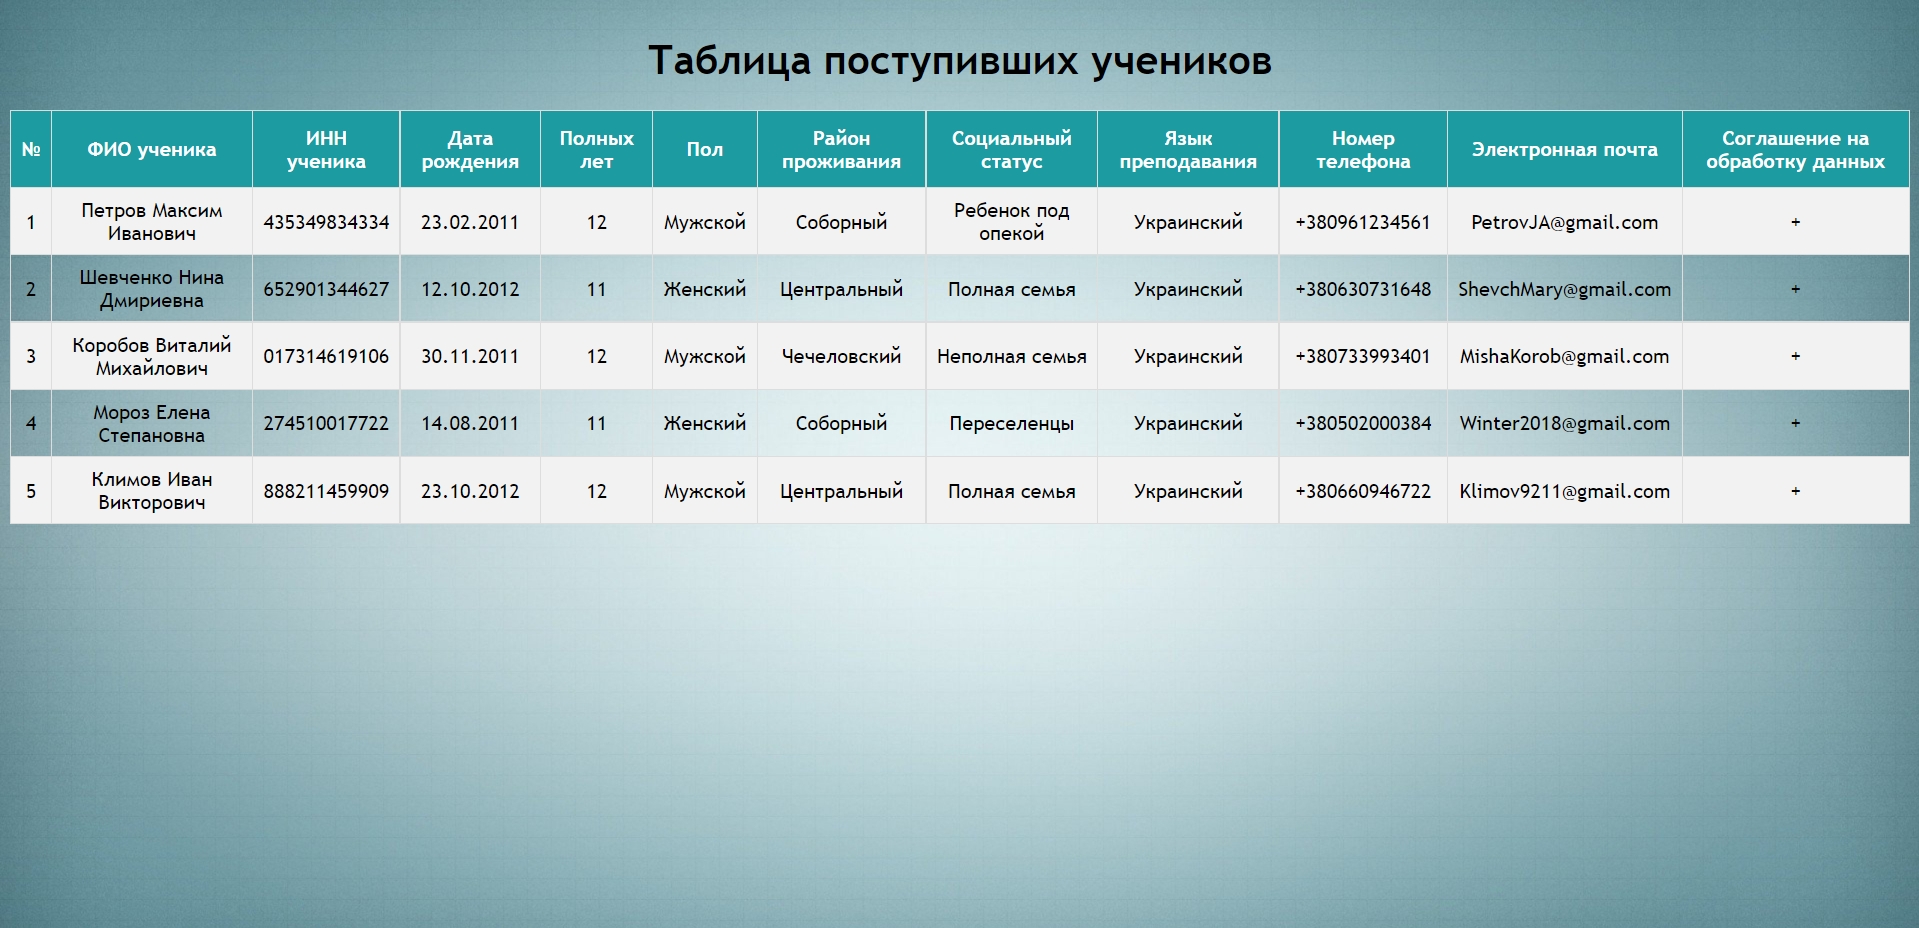 Таблица поступивших учеников
№ ФИО ученика ИНН ученика Дата рождения Полных лет Пол Район проживания Социальный статус Язык преподавания Номер телефона Электронная почта Соглашение на обработку данных
1 Петров Максим Иванович 435349834334 23.02.2011 12 Мужской Соборный Ребенок под опекой Украинский +380961234561 PetrovJA@gmail.com +
2 Шевченко Нина Дмириевна 652901344627 12.10.2012 11 Женский Центральный Полная семья Украинский +380630731648 ShevchMary@gmail.com +
3 Коробов Виталий Михайлович 017314619106 30.11.2011 12 Мужской Чечеловский Неполная семья Украинский +380733993401 MishaKorob@gmail.com +
4 Мороз Елена Степановна 274510017722 14.08.2011 11 Женский Соборный Переселенцы Украинский +380502000384 Winter2018@gmail.com +
5 Климов Иван Викторович 888211459909 23.10.2012 12 Мужской Центральный Полная семья Украинский +380660946722 Klimov9211@gmail.com +